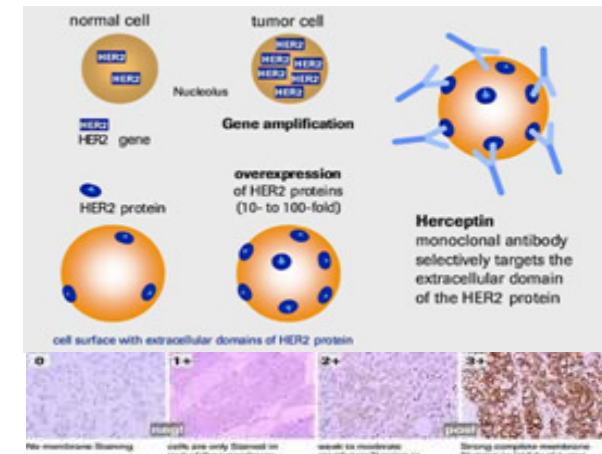 normal cell
tumor cell
HER2
HER2
HER2
HER2
HER2
HER2
HER2
HER2
HER2
Nucleolus
HER2
HER2 gene
Gene amplification
HER2 protein
overexpression
of HER2 proteins
(10- to 100-fold)
Herceptin
monoclonal antibody
selectively targets the
extracellular domain
of the HER2 protein
cell surface with extracellular domains of HER2 protein
0
1+
2+
3+
negt
post
No membrane Staining
cells are only Stained in
weak to moderate
Strong complete membrane